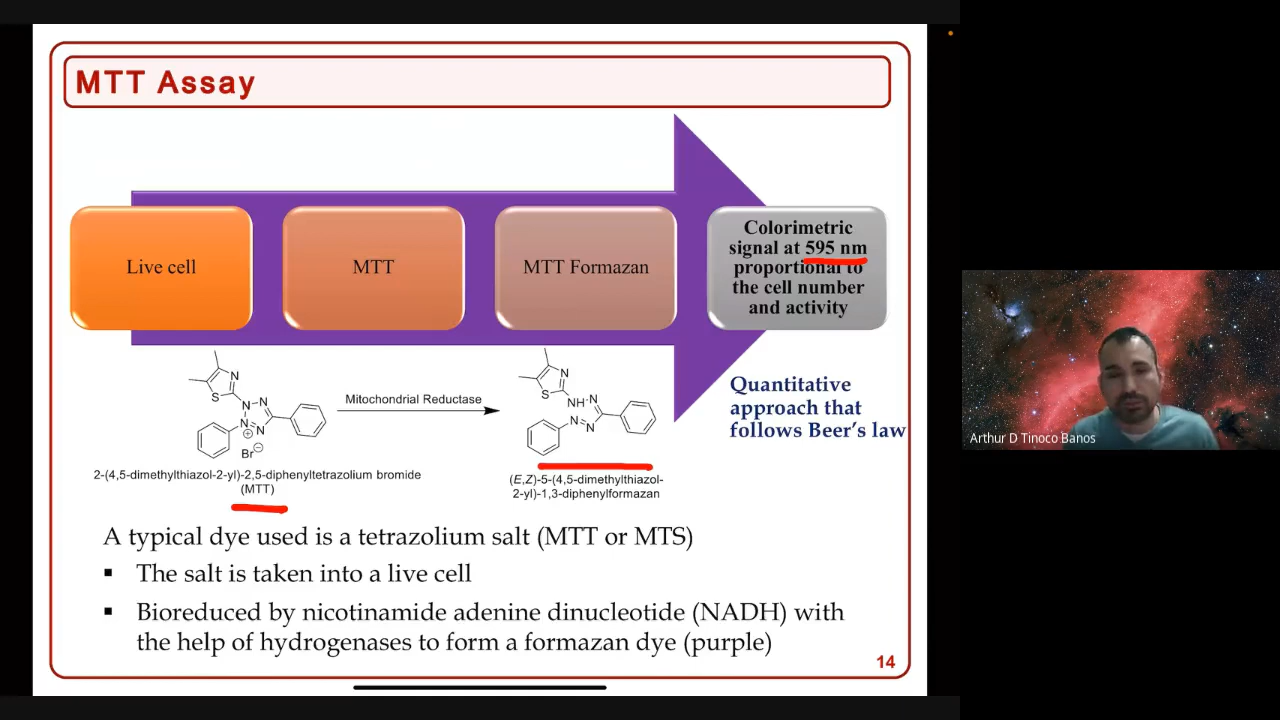 MTT Assay
Live cell
MTT
MTT Formazan
Colorimetric
signal at 595 nm
proportional to
the cell number
and activity
N
S
N
N
N
N
Br
Mitochondrial Reductase
N
S
NH
N
N
N
Quantitative
approach that
follows Beer's law
2-(4,5-dimethylthiazol-2-yl)-2,5-diphenyltetrazolium bromide
(MTT)
(E,Z)-5-(4,5-dimethylthiazol-
2-yl)-1,3-diphenylformazan
A typical dye used is a tetrazolium salt (MTT or MTS)
▪ The salt is taken into a live cell
▪ Bioreduced by nicotinamide adenine dinucleotide (NADH) with
the help of hydrogenases to form a formazan dye (purple)
14
Arthur D Tinoco Banos